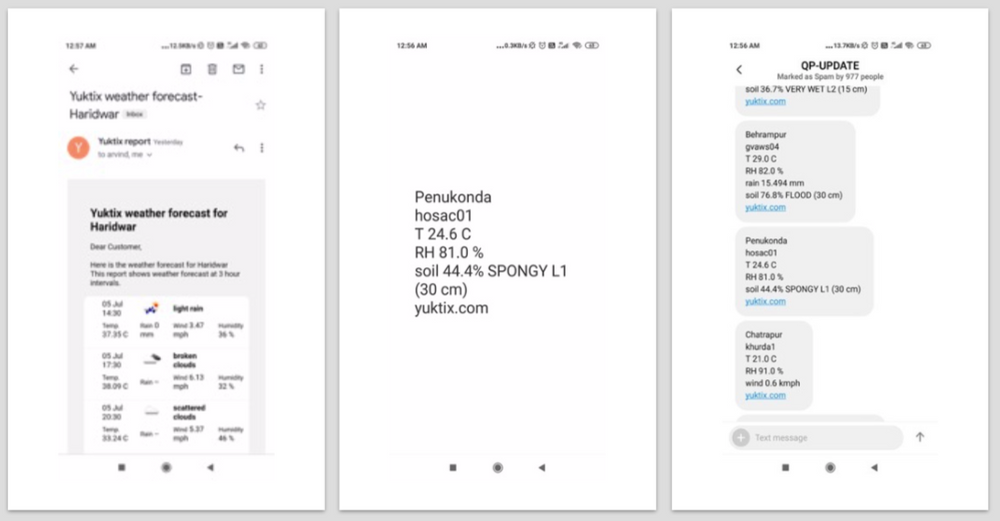 12:57 AM
...12.9KB/s
Yuktix weather forecast-
Haridwar Inbox
Y
Yuktix report Yesterday
to arvind, me
Yuktix weather forecast for
Haridwar
Dear Customer,
Here is the weather forecast for Haridwar
This report shows weather forecast at 3 hour
intervals.
05 Jul
14:30
light rain
Temp
37.35 C
Rain 0
mm
Wind 3.47
mph
Humidity
36 %
05 Jul
17:30
broken
clouds
Temp
38.09 C
Rain --
Wind 6.13
mph
Humidity
32 %
05 Jul
20:30
scattered
clouds
Temp
33.24 C
Rain --
Wind 5.37
mph
Humidity
46 %
12:56 AM
...0.3KB/s
Penukonda
hosac01
T 24.6 C
RH 81.0 %
soil 44.4% SPONGY L1
(30 cm)
yuktix.com
12:56 AM
...13.7KB/s
QP-UPDATE
Marked as Spam by 977 people
soil 36.7% VERY WET L2 (15 cm)
yuktix.com
Behrampur
gvaws04
T 29.0 C
RH 82.0 %
rain 15.494 mm
soil 76.8% FLOOD (30 cm)
yuktix.com
Penukonda
hosac01
T 24.6 C
RH 81.0 %
soil 44.4% SPONGY L1 (30 cm)
yuktix.com
Chatrapur
khurda1
T 21.0 C
RH 91.0 %
wind 0.6 kmph
yuktix.com
Text message